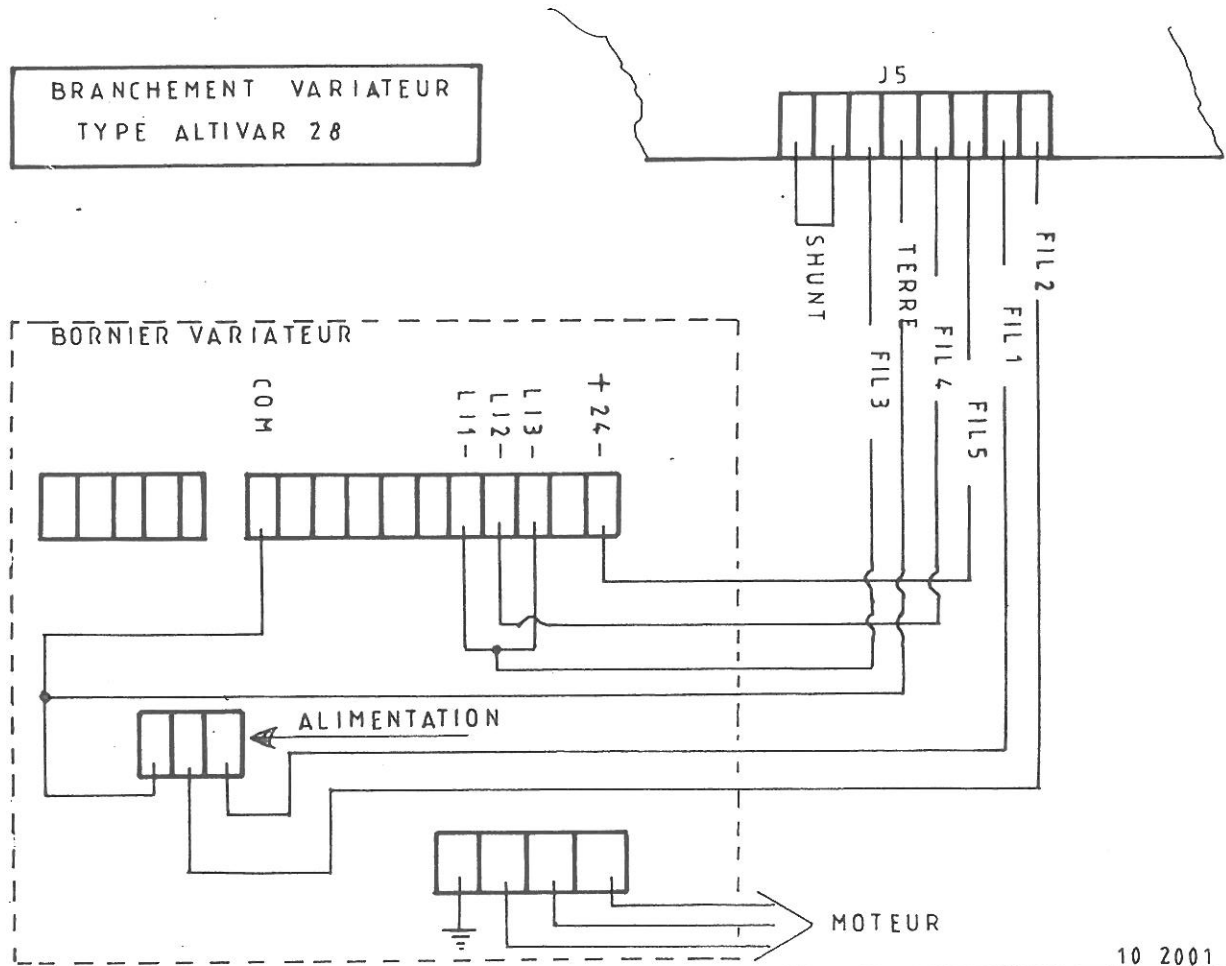 BRANCHEMENT VARIATEUR
TYPE ALTIVAR 28
J5
SHUNT
FIL 3
TERRE
FIL 4
FIL 5
FIL 1
FIL 2
BORNIER VARIATEUR
COM
LI1-
LI2-
LI3-
+24-
ALIMENTATION
MOTEUR
10 2001